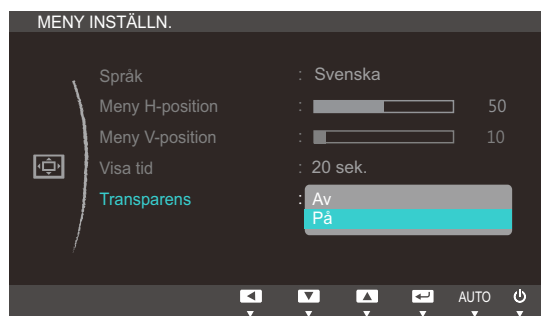 MENY INSTÄLLN.
Språk : Svenska
Meny H-position : 50
Meny V-position : 10
Visa tid : 20 sek.
Transparens : Av
På
AUTO